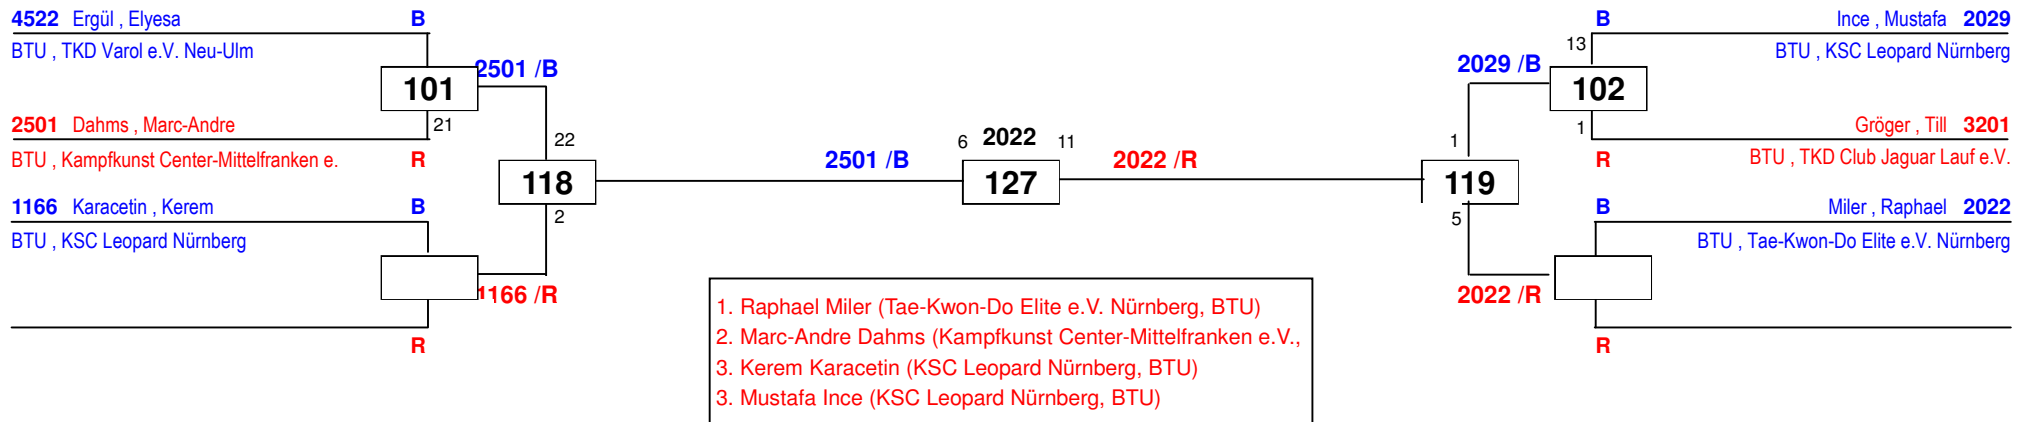 4522 Ergül , Elyesa B
BTU , TKD Varol e.V. Neu-Ulm
101
2501 /B
2501 Dahms , Marc-Andre 21
BTU , Kampfkunst Center-Mittelfranken e. R
22
118
2
1166 Karacetin , Kerem B
BTU , KSC Leopard Nürnberg
1166 /R
R
2501 /B
6 2022 11
127
2022 /R
B Ince , Mustafa 2029
13 BTU , KSC Leopard Nürnberg
2029 /B
102
1 Gröger , Till 3201
R BTU , TKD Club Jaguar Lauf e.V.
1
119
5
B Miler , Raphael 2022
BTU , Tae-Kwon-Do Elite e.V. Nürnberg
2022 /R
R
1. Raphael Miler (Tae-Kwon-Do Elite e.V. Nürnberg, BTU)
2. Marc-Andre Dahms (Kampfkunst Center-Mittelfranken e.V.,
3. Kerem Karacetin (KSC Leopard Nürnberg, BTU)
3. Mustafa Ince (KSC Leopard Nürnberg, BTU)